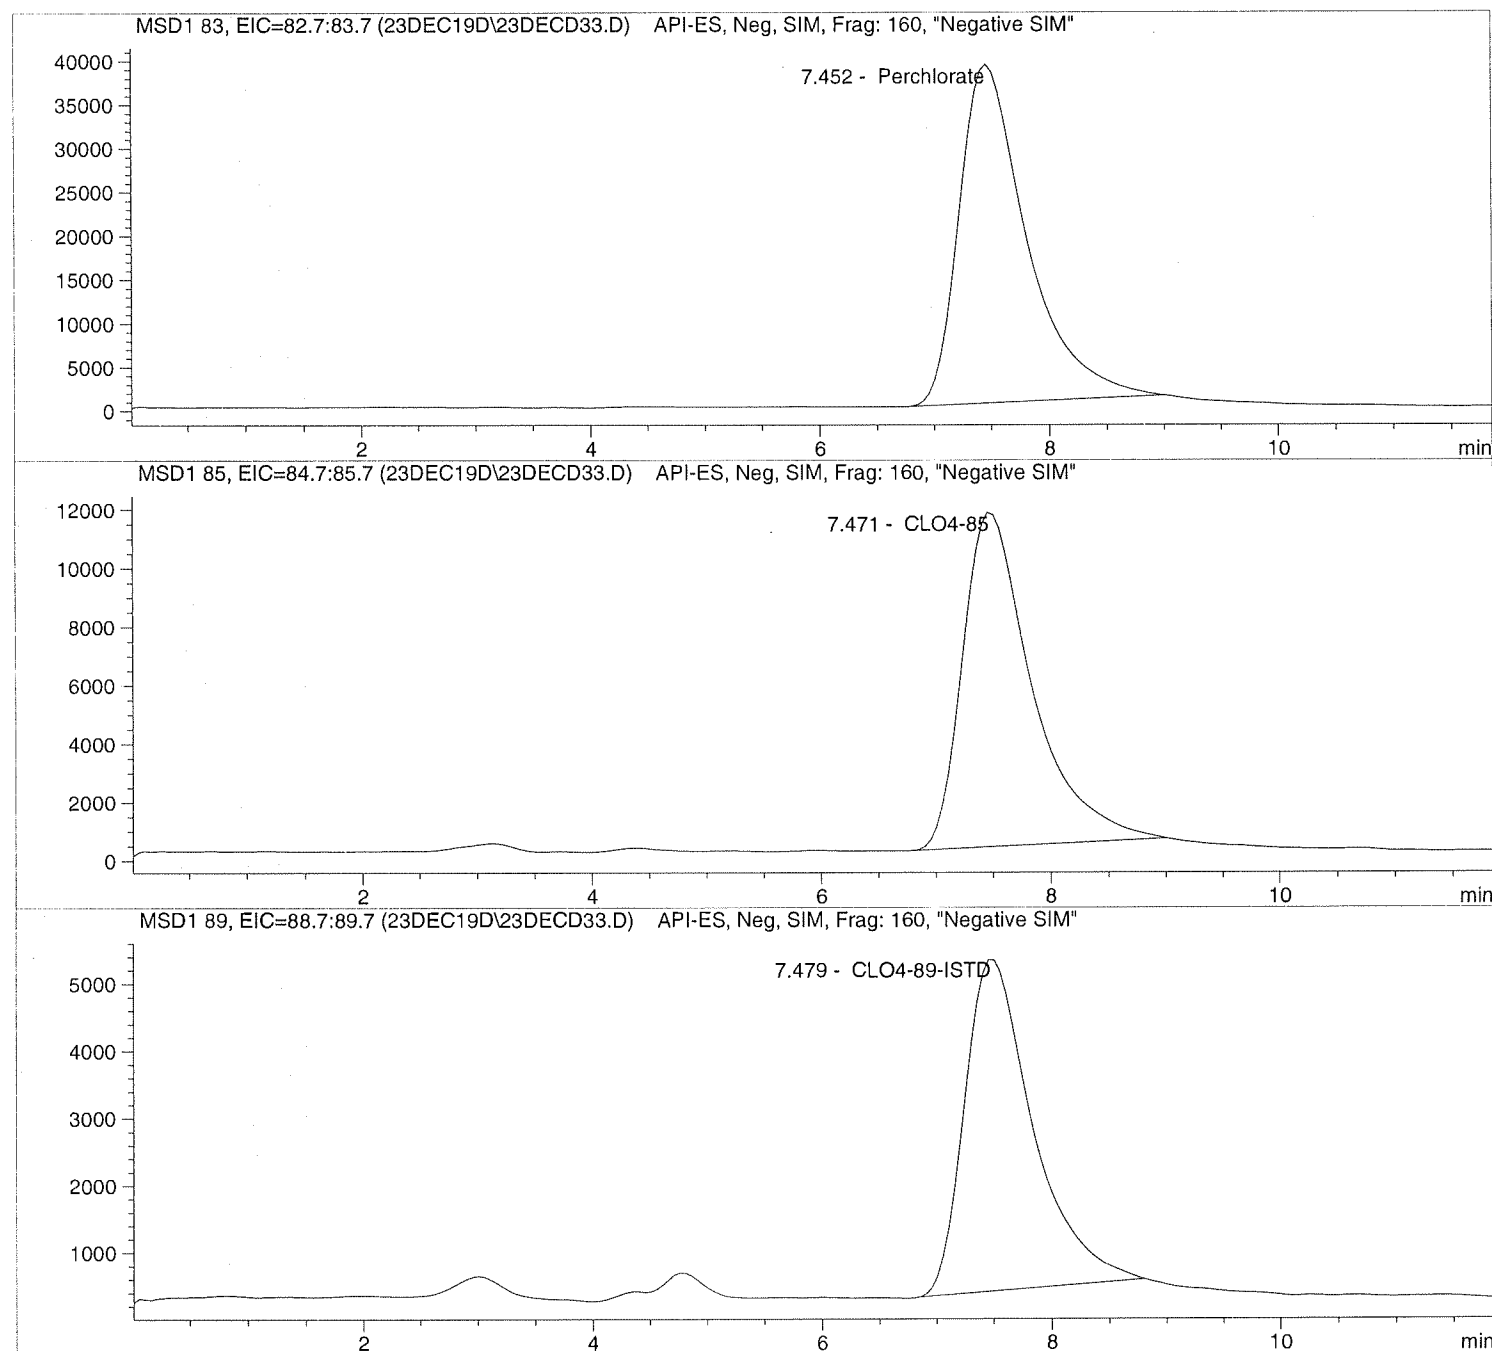 MSD1 83, EIC=82.7:83.7 (23DEC19D\23DECD33.D) API-ES, Neg, SIM, Frag: 160, "Negative SIM"
40000
7.452 - Perchlorate
35000
30000
25000
20000
15000
10000
5000
0
2 4 6 8 10 min
MSD1 85, EIC=84.7:85.7 (23DEC19D\23DECD33.D) API-ES, Neg, SIM, Frag: 160, "Negative SIM"
12000
7.471 - CLO4-85
10000
8000
6000
4000
2000
0
2 4 6 8 10 min
MSD1 89, EIC=88.7:89.7 (23DEC19D\23DECD33.D) API-ES, Neg, SIM, Frag: 160, "Negative SIM"
7.479 - CLO4-89-ISTD
5000
4000
3000
2000
1000
2 4 6 8 10 min